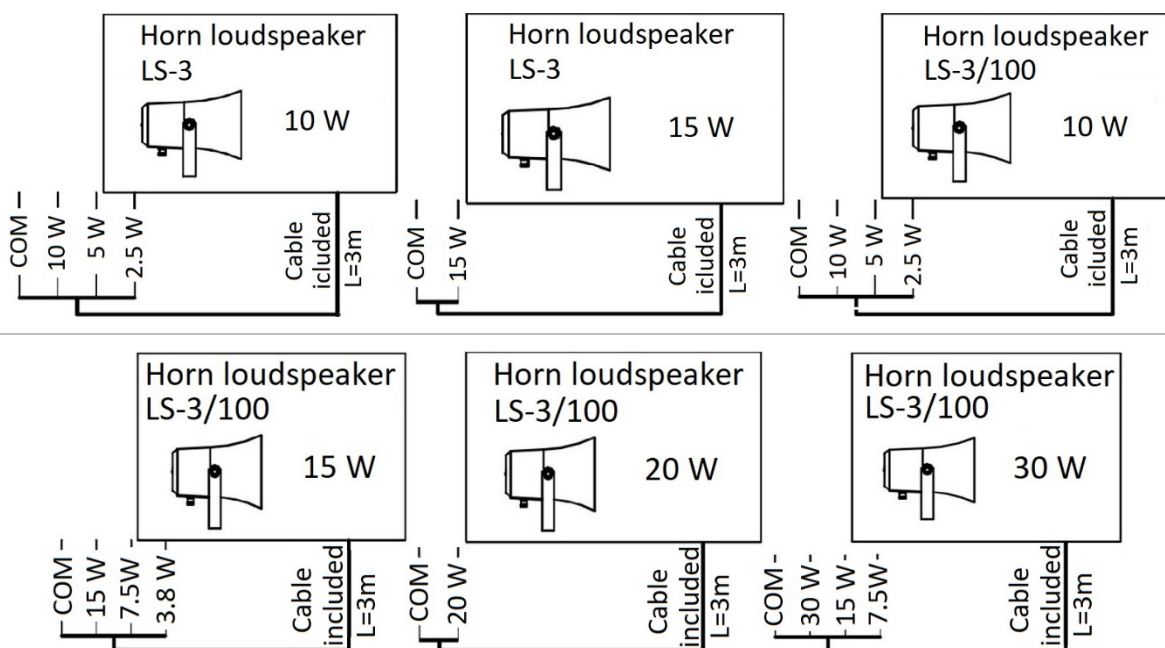 Horn loudspeaker
LS-3
10 W
COM
10 W
5 W
2.5 W
Cable
icluded
L=3m
Horn loudspeaker
LS-3
15 W
COM
15 W
Cable
icluded
L=3m
Horn loudspeaker
LS-3/100
10 W
COM
10 W
5 W
2.5 W
Cable
icluded
L=3m
Horn loudspeaker
LS-3/100
15 W
COM
15 W
7.5W
3.8 W
Cable
included
L=3m
Horn loudspeaker
LS-3/100
20 W
COM
20 W
Cable
included
L=3m
Horn loudspeaker
LS-3/100
30 W
COM
30 W
15 W
7.5W
Cable
included
L=3m